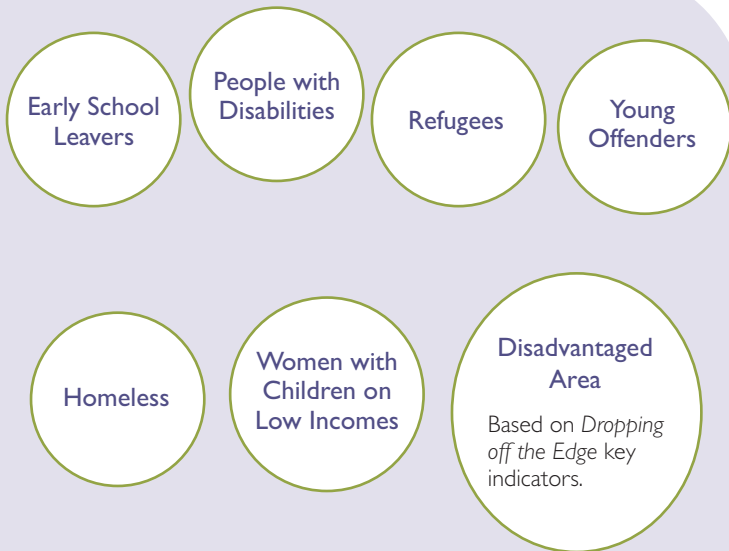 Early School
Leavers
People with
Disabilities
Refugees
Young
Offenders
Homeless
Women with
Children on
Low Incomes
Disadvantaged
Area
Based on Dropping
off the Edge key
indicators.